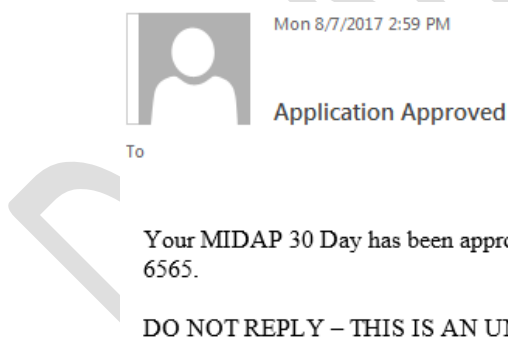 Mon 8/7/2017 2:59 PM
Application Approved
To
Your MIDAP 30 Day has been appro
6565.
DO NOT REPLY – THIS IS AN UN